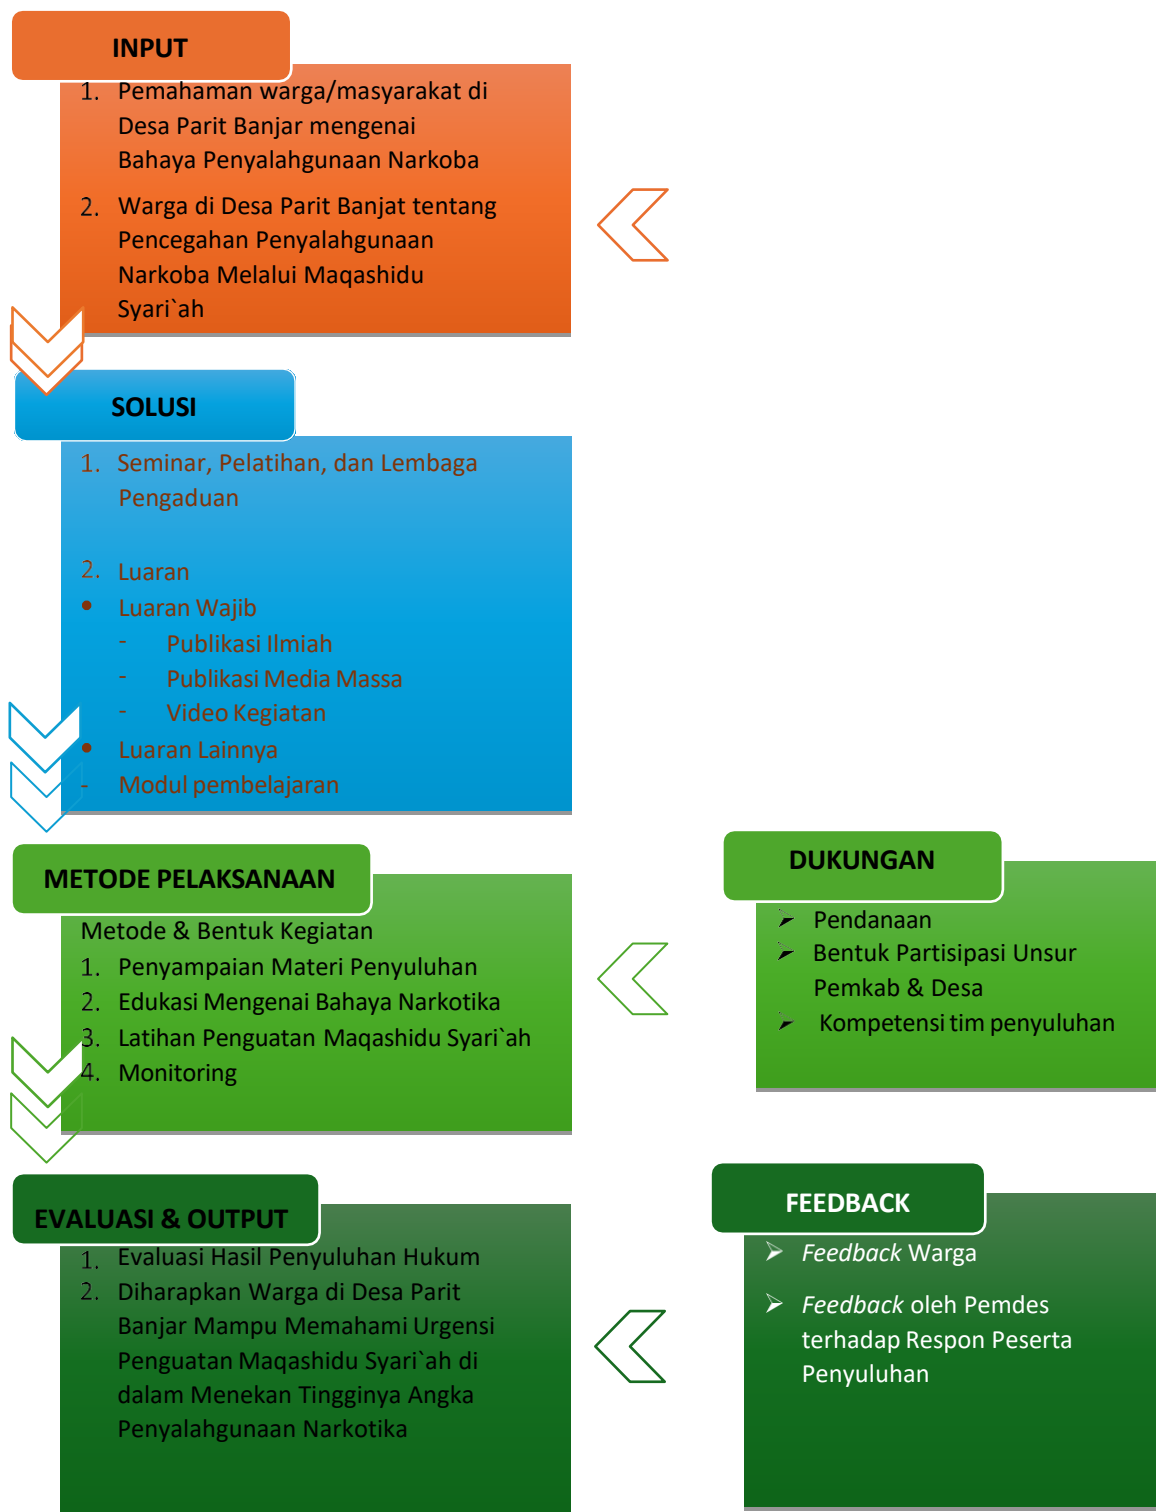 INPUT
1. Pemahaman warga/masyarakat di
Desa Parit Banjar mengenai
Bahaya Penyalahgunaan Narkoba
2. Warga di Desa Parit Banjat tentang
Pencegahan Penyalahgunaan
Narkoba Melalui Maqashidu
Syari`ah
SOLUSI
1. Seminar, Pelatihan, dan Lembaga
Pengaduan
2. Luaran
• Luaran Wajib
- Publikasi Ilmiah
- Publikasi Media Massa
- Video Kegiatan
• Luaran Lainnya
- Modul pembelajaran
METODE PELAKSANAAN
Metode & Bentuk Kegiatan
1. Penyampaian Materi Penyuluhan
2. Edukasi Mengenai Bahaya Narkotika
3. Latihan Penguatan Maqashidu Syari`ah
4. Monitoring
DUKUNGAN
➢ Pendanaan
➢ Bentuk Partisipasi Unsur
Pemkab & Desa
➢ Kompetensi tim penyuluhan
EVALUASI & OUTPUT
1. Evaluasi Hasil Penyuluhan Hukum
2. Diharapkan Warga di Desa Parit
Banjar Mampu Memahami Urgensi
Penguatan Maqashidu Syari`ah di
dalam Menekan Tingginya Angka
Penyalahgunaan Narkotika
FEEDBACK
➢ Feedback Warga
➢ Feedback oleh Pemdes
terhadap Respon Peserta
Penyuluhan